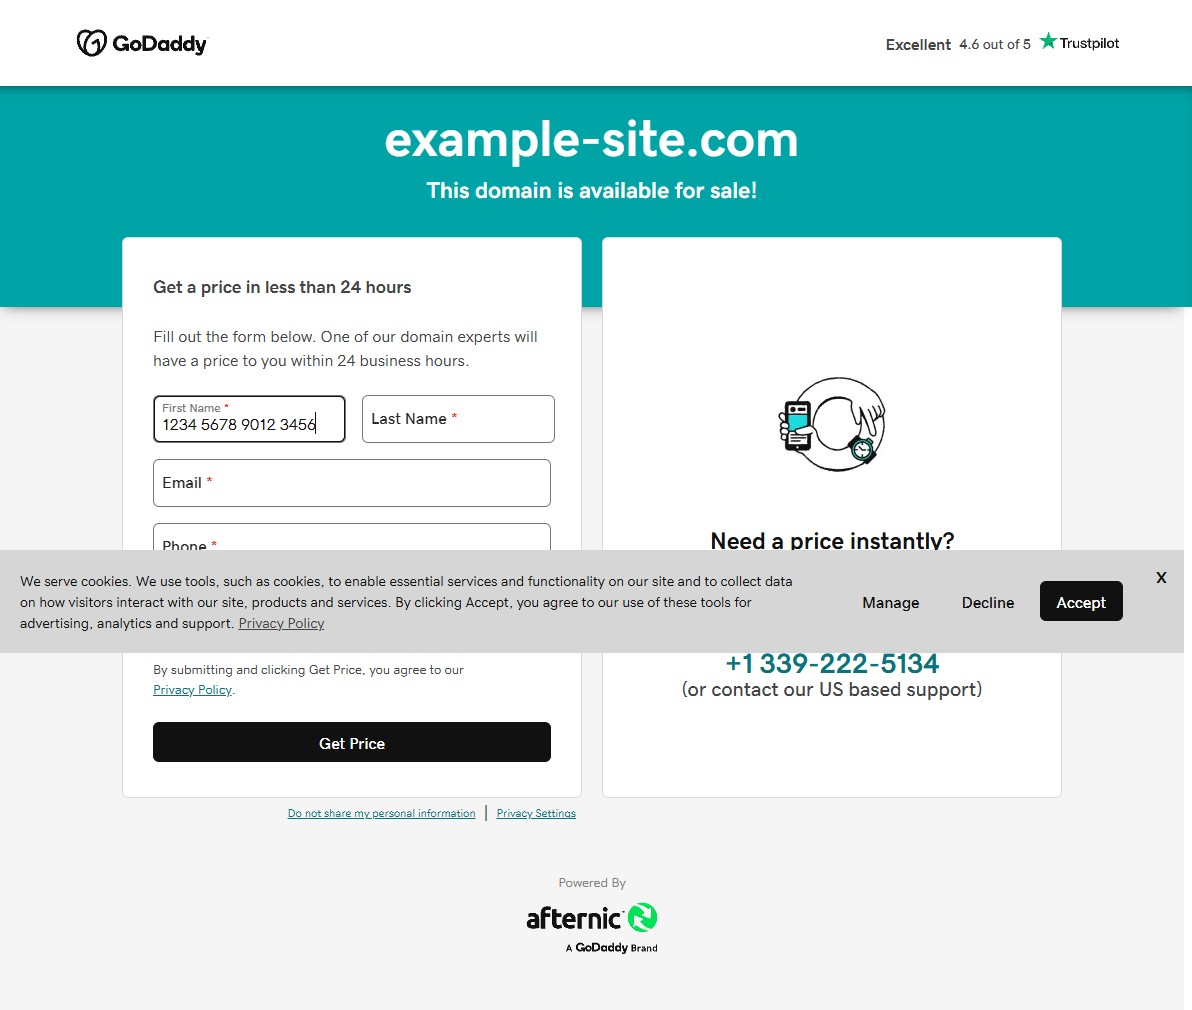 GoDaddy
Excellent 4.6 out of 5 Trustpilot
example-site.com
This domain is available for sale!
Get a price in less than 24 hours
Fill out the form below. One of our domain experts will
have a price to you within 24 business hours.
First Name *
1234 5678 9012 3456
Last Name *
Email *
Phone *
Need a price instantly?
We serve cookies. We use tools, such as cookies, to enable essential services and functionality on our site and to collect data
on how visitors interact with our site, products and services. By clicking Accept, you agree to our use of these tools for
advertising, analytics and support. Privacy Policy
Manage
Decline
Accept
X
By submitting and clicking Get Price, you agree to our
Privacy Policy.
Get Price
+1 339-222-5134
(or contact our US based support)
Do not share my personal information | Privacy Settings
Powered By
afternic
A GoDaddy Brand